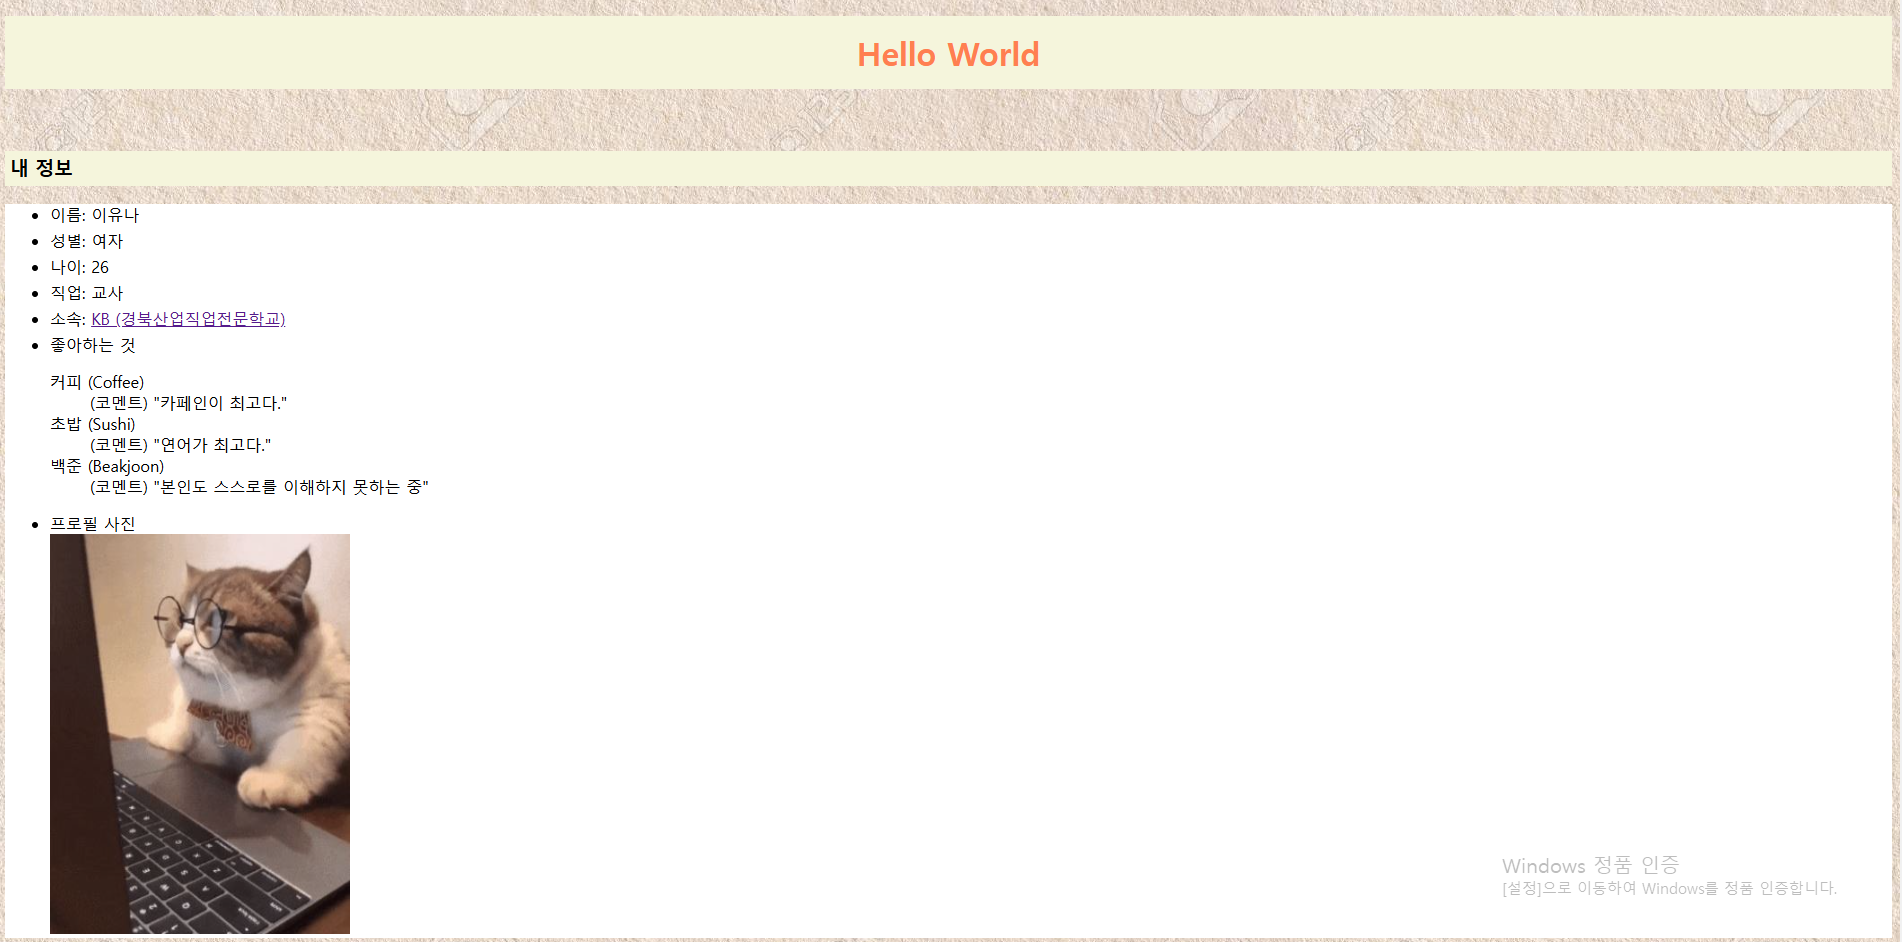 Hello World
내 정보
이름: 이유나
성별: 여자
나이: 26
직업: 교사
소속: KB (경북산업직업전문학교)
좋아하는 것
커피 (Coffee)
(코멘트) "카페인이 최고다."
초밥 (Sushi)
(코멘트) "연어가 최고다."
백준 (Beakjoon)
(코멘트) "본인도 스스로를 이해하지 못하는 중"
프로필 사진
Windows 정품 인증
[설정]으로 이동하여 Windows를 정품 인증합니다.